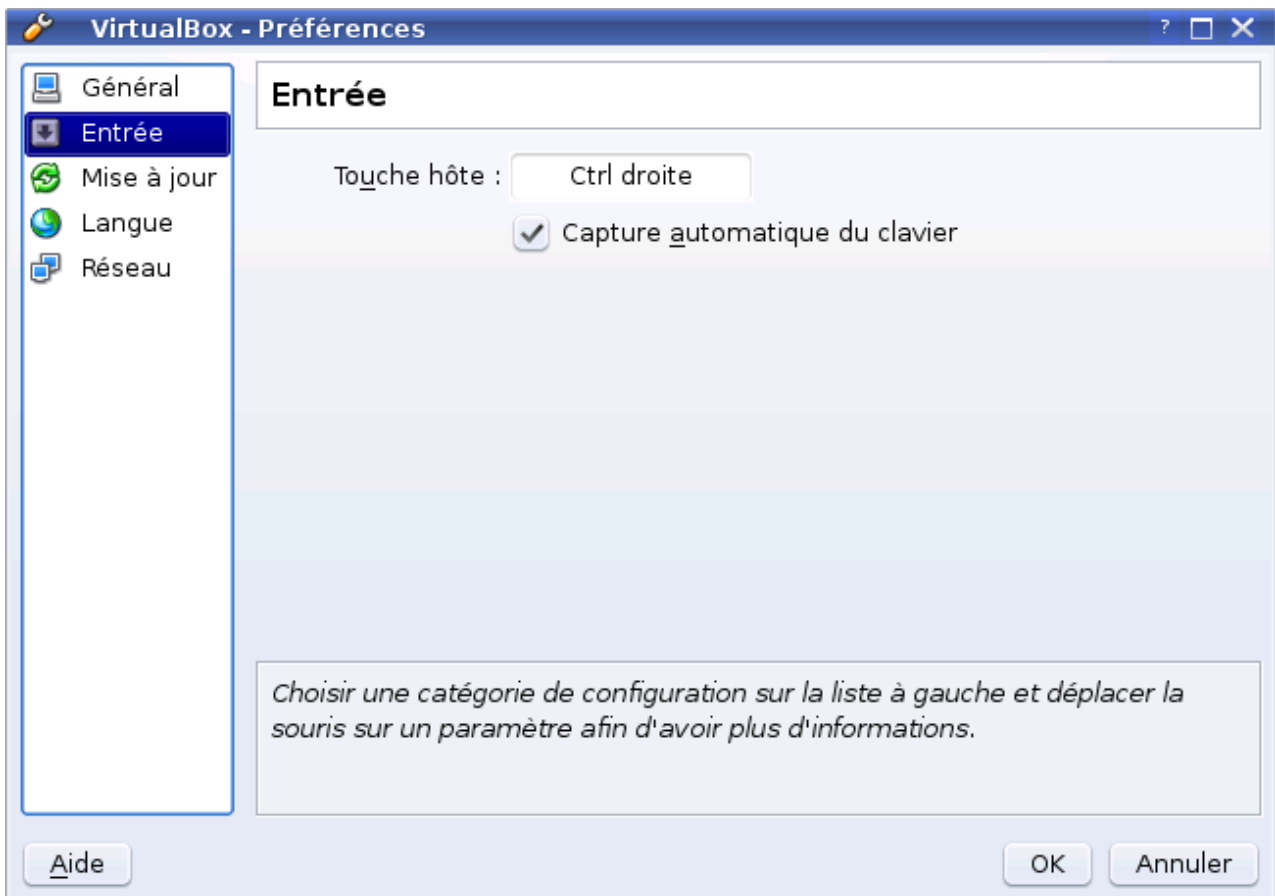 VirtualBox - Préférences
?
Général
Entrée
Mise à jour
Langue
Réseau
Entrée
Touche hôte : Ctrl droite
Capture automatique du clavier
Choisir une catégorie de configuration sur la liste à gauche et déplacer la
souris sur un paramètre afin d'avoir plus d'informations.
Aide
OK
Annuler